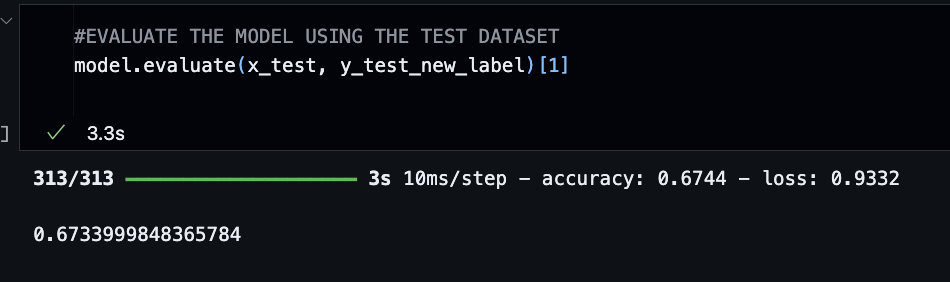 #EVALUATE THE MODEL USING THE TEST DATASET
model.evaluate(x_test, y_test_new_label)[1]
] ✓ 3.3s
313/313 ━━━━━━━━━━━━━━━━━━━━ 3s 10ms/step - accuracy: 0.6744 - loss: 0.9332
0.6733999848365784